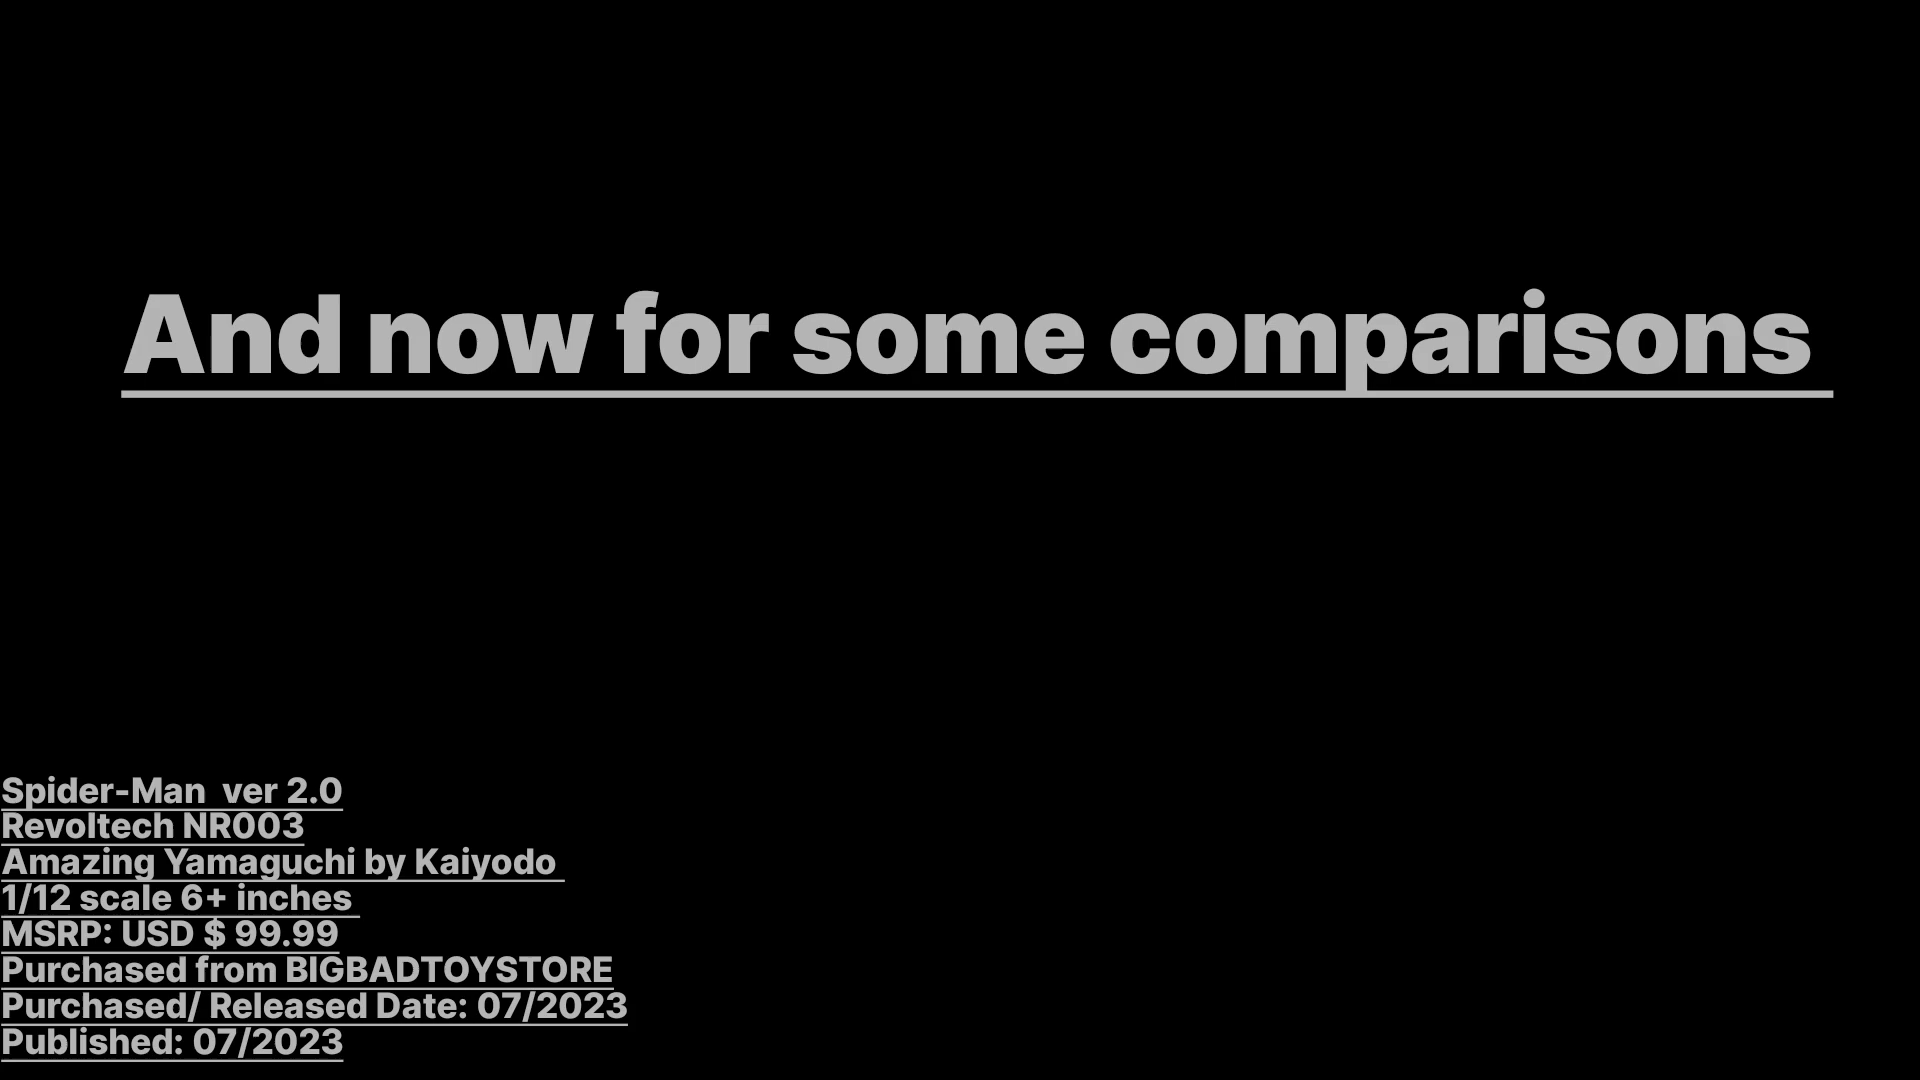 And now for some comparisons
Spider-Man  ver 2.0
Revoltech NR003
Amazing Yamaguchi by Kaiyodo
1/12 scale 6+ inches
MSRP: USD $ 99.99
Purchased from BIGBADTOYSTORE
Purchased/ Released Date: 07/2023
Published: 07/2023